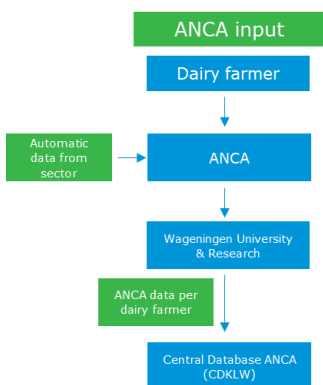 ANCA input
Dairy farmer
Automatic
data from
sector
ANCA
Wageningen University
& Research
ANCA data per
dairy farmer
Central Database ANCA
(CDKLW)